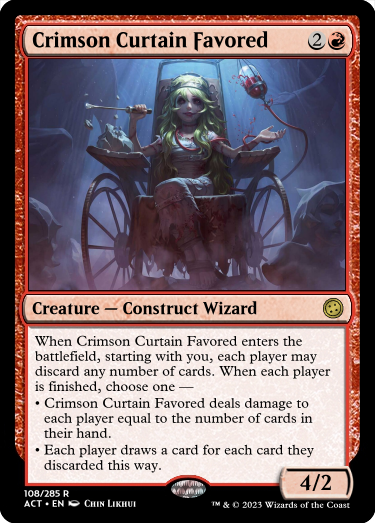 Crimson Curtain Favored 2
Creature — Construct Wizard
When Crimson Curtain Favored enters the
battlefield, starting with you, each player may
discard any number of cards. When each player
is finished, choose one —
• Crimson Curtain Favored deals damage to
each player equal to the number of cards in
their hand.
• Each player draws a card for each card they
discarded this way.
4/2
108/285 R
ACT • EN Chin Likhui
™ & © 2023 Wizards of the Coast